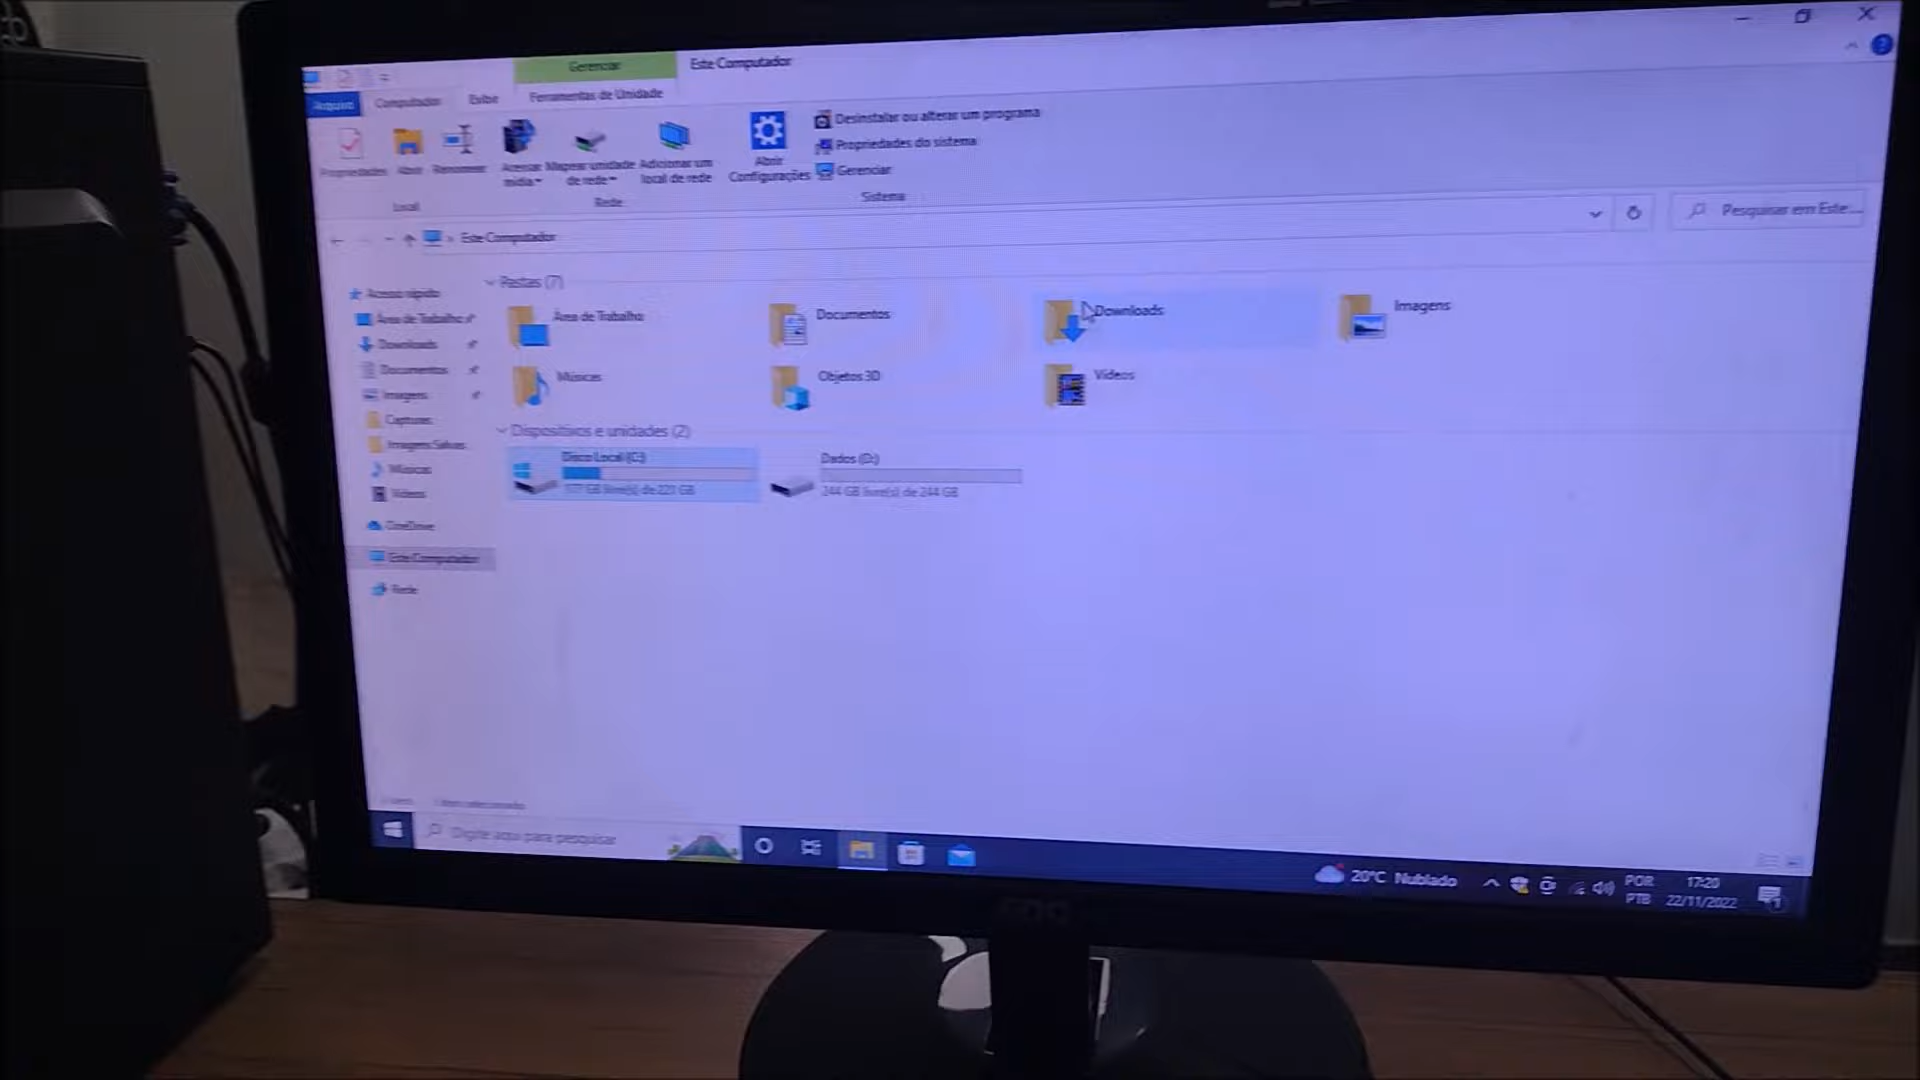 Gerenciar
Este Computador
Arquivo
Computador
Exibir
Ferramentas de Unidade
Propriedades
Abrir
Renomear
Acessar mídia
Mapear unidade de rede
Adicionar um local de rede
Abrir Configurações
Desinstalar ou alterar um programa
Propriedades do sistema
Gerenciar
Local
Rede
Sistema
Este Computador
Pesquisar em Este...
Acesso rápido
Área de Trabalho
Downloads
Documentos
Imagens
Capturas
Imagens Salvas
Músicas
Vídeos
OneDrive
Este Computador
Rede
Pastas (7)
Área de Trabalho
Documentos
Downloads
Imagens
Músicas
Objetos 3D
Vídeos
Dispositivos e unidades (2)
Disco Local (C:)
GB livre(s) de 221 GB
Dados (D:)
244 GB livre(s) de 244 GB
Digite aqui para pesquisar
20°C Nublado
POR
PTB
17:20
22/11/2022
AOC